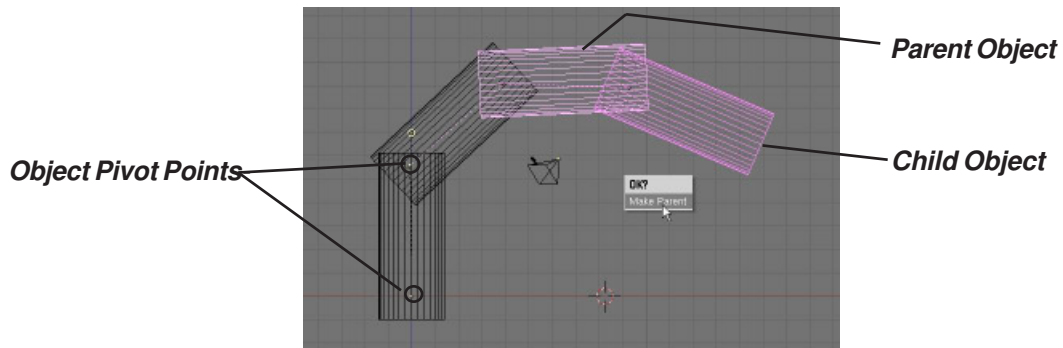 Parent Object
Object Pivot Points
Child Object
OK?
Make Parent